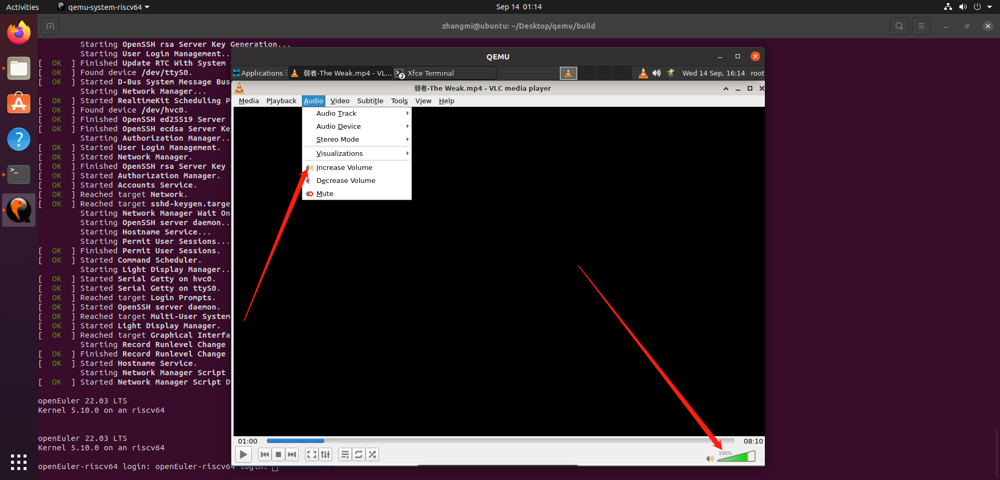 Activities
qemu-system-riscv64
Sep 14 01:14
zhangmi@ubuntu: ~/Desktop/qemu/build
Starting OpenSSH rsa Server Key Generation...
Starting User Login Management..
[ OK ] Finished Update RTC With System
[ OK ] Found device /dev/ttyS0.
[ OK ] Started D-Bus System Message Bus
Starting Network Manager...
[ OK ] Started RealtimeKit Scheduling P
[ OK ] Found device /dev/hvc0.
[ OK ] Finished OpenSSH ed25519 Server
[ OK ] Finished OpenSSH ecdsa Server Ke
Starting Authorization Manager..
[ OK ] Started User Login Management.
[ OK ] Started Network Manager.
[ OK ] Finished OpenSSH rsa Server Key
[ OK ] Started Authorization Manager.
[ OK ] Started Accounts Service.
[ OK ] Reached target Network.
[ OK ] Reached target sshd-keygen.targe
Starting Network Manager Wait On
Starting OpenSSH server daemon..
Starting Hostname Service...
Starting Permit User Sessions...
[ OK ] Finished Permit User Sessions.
[ OK ] Started Command Scheduler.
Starting Light Display Manager..
[ OK ] Started Serial Getty on hvc0.
[ OK ] Started Serial Getty on ttyS0.
[ OK ] Reached target Login Prompts.
[ OK ] Started OpenSSH server daemon.
[ OK ] Reached target Multi-User System
[ OK ] Started Light Display Manager.
[ OK ] Reached target Graphical Interfa
Starting Record Runlevel Change
[ OK ] Finished Record Runlevel Change
[ OK ] Started Hostname Service.
Starting Network Manager Script
[ OK ] Started Network Manager Script D
openEuler 22.03 LTS
Kernel 5.10.0 on an riscv64
openEuler 22.03 LTS
Kernel 5.10.0 on an riscv64
openEuler-riscv64 login: openEuler-riscv64 login:
QEMU
Applications
弱者-The Weak.mp4 - VL...
2
Xfce Terminal
Wed 14 Sep, 16:14
root
弱者-The Weak.mp4 - VLC media player
Media Playback Audio Video Subtitle Tools View Help
Audio Track
Audio Device
Stereo Mode
Visualizations
Increase Volume
Decrease Volume
Mute
01:00
08:10
100%